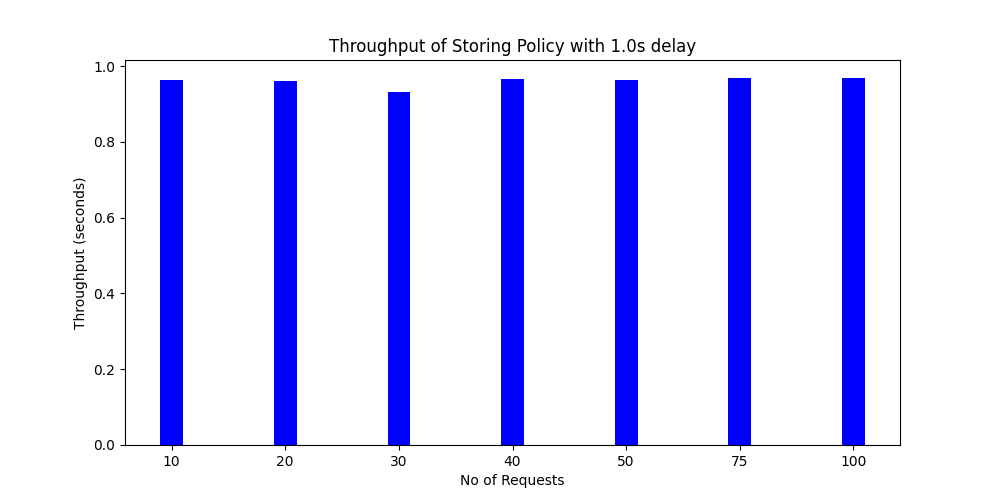 Throughput of Storing Policy with 1.0s delay
1.0
0.8
0.6
0.4
0.2
0.0
Throughput (seconds)
10 20 30 40 50 75 100
No of Requests